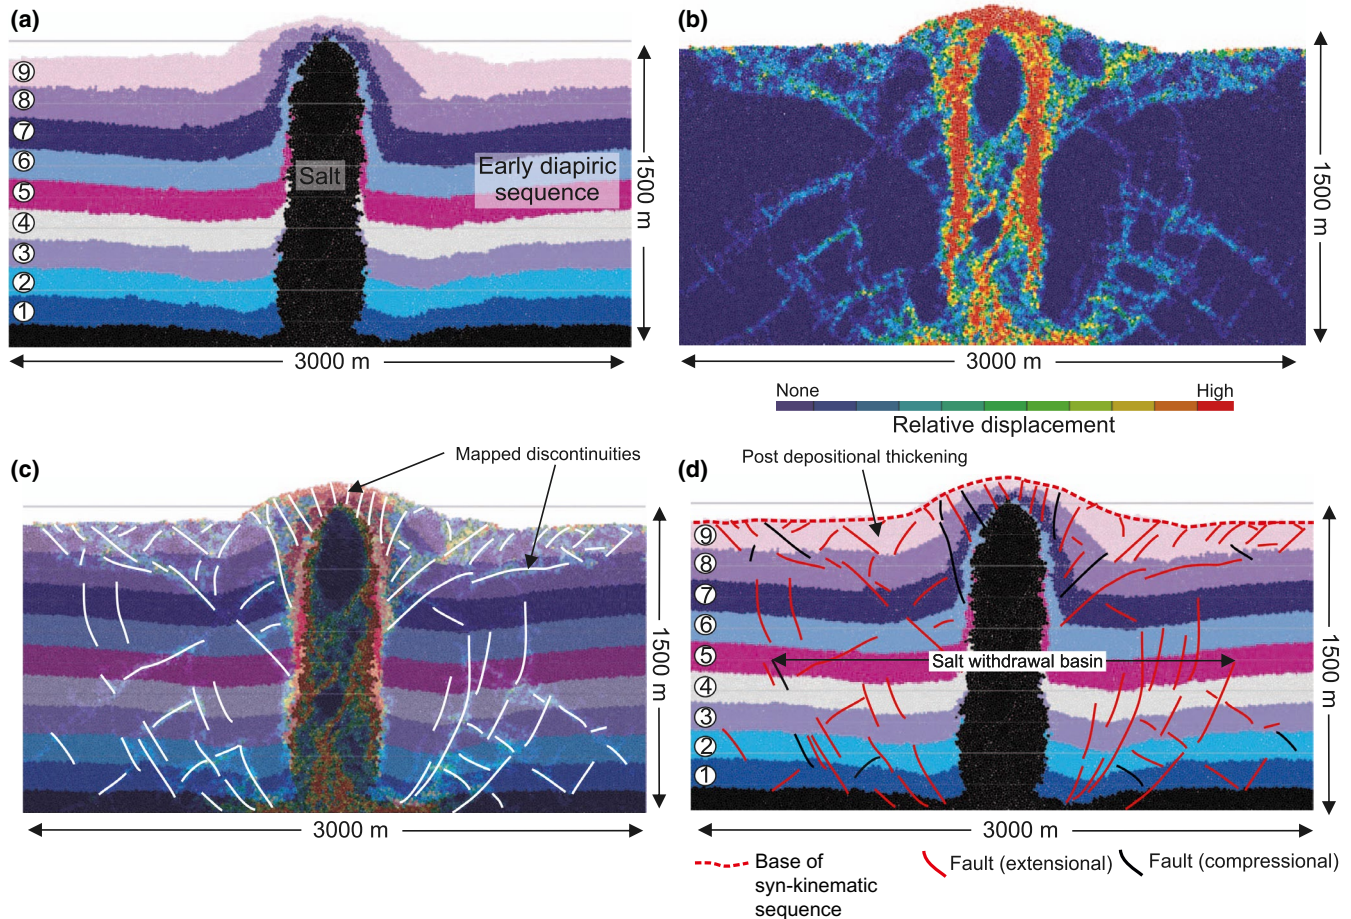 (a)
⑨
⑧
⑦
⑥
⑤
④
③
②
①
Salt
Early diapiric
sequence
1500 m
3000 m
(b)
1500 m
3000 m
None
High
Relative displacement
(c)
Mapped discontinuities
1500 m
3000 m
(d)
Post depositional thickening
⑨
⑧
⑦
⑥
⑤
④
③
②
①
Salt withdrawal basin
1500 m
3000 m
Base of
syn-kinematic
sequence
Fault (extensional)
Fault (compressional)